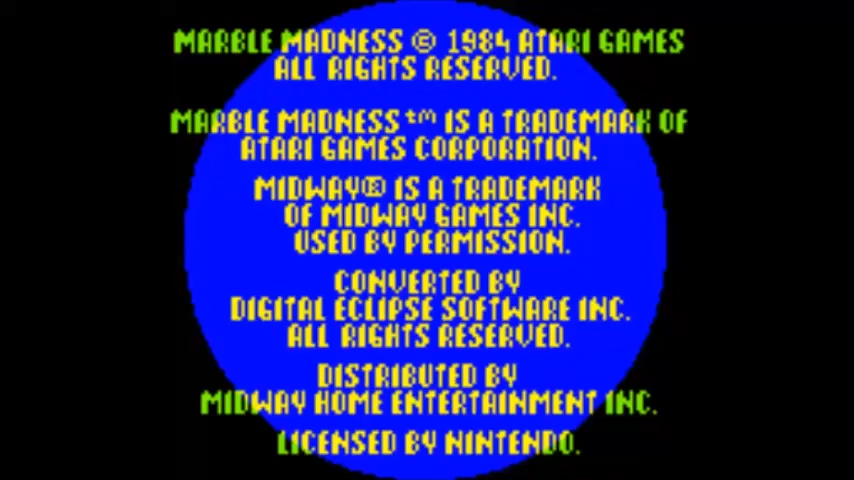 MARBLE MADNESS © 1984 ATARI GAMES
ALL RIGHTS RESERVED.
MARBLE MADNESS™ IS A TRADEMARK OF
ATARI GAMES CORPORATION.
MIDWAY® IS A TRADEMARK
OF MIDWAY GAMES INC.
USED BY PERMISSION.
CONVERTED BY
DIGITAL ECLIPSE SOFTWARE INC.
ALL RIGHTS RESERVED.
DISTRIBUTED BY
MIDWAY HOME ENTERTAINMENT INC.
LICENSED BY NINTENDO.